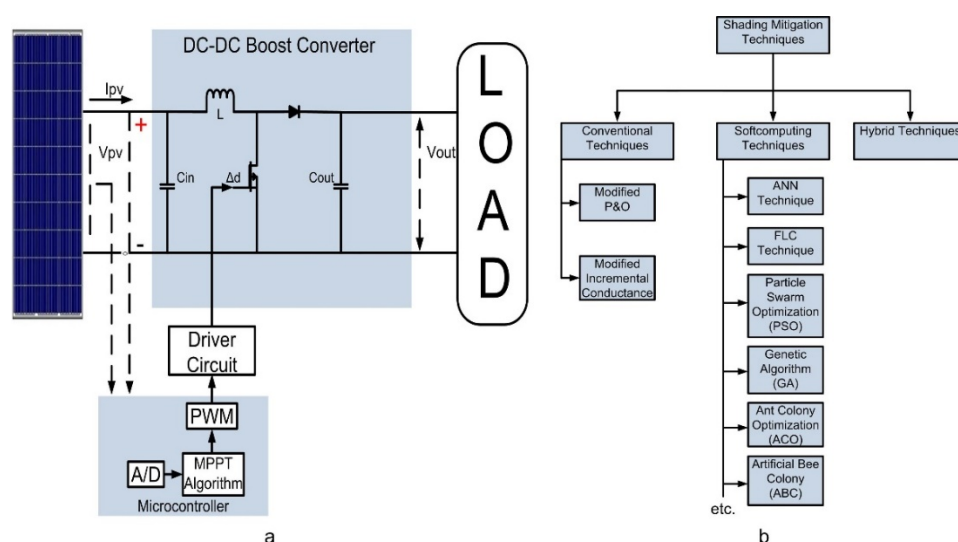 DC-DC Boost Converter
Ipv
+
Vpv
-
L
Cin
Δd
Cout
Vout
L
O
A
D
Driver
Circuit
PWM
A/D
MPPT
Algorithm
Microcontroller
a
Shading Mitigation
Techniques
Conventional
Techniques
Softcomputing
Techniques
Hybrid Techniques
Modified
P&O
Modified
Incremental
Conductance
ANN
Technique
FLC
Technique
Particle
Swarm
Optimization
(PSO)
Genetic
Algorithm
(GA)
Ant Colony
Optimization
(ACO)
Artificial Bee
Colony
(ABC)
etc.
b